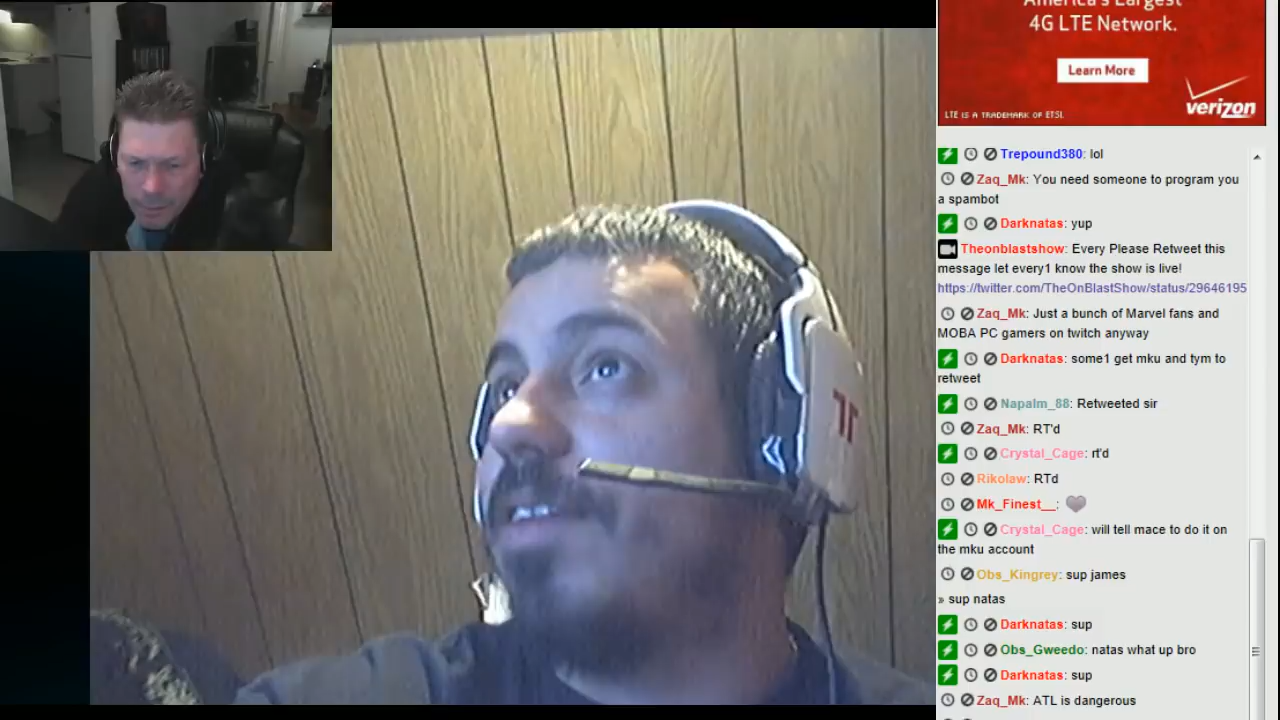 America's Largest
4G LTE Network.
Learn More
verizon
LTE IS A TRADEMARK OF ETSI.
Trepound380: lol
Zaq_Mk: You need someone to program you
a spambot
Darknatas: yup
Theonblastshow: Every Please Retweet this
message let every1 know the show is live!
https://twitter.com/TheOnBlastShow/status/29646195
Zaq_Mk: Just a bunch of Marvel fans and
MOBA PC gamers on twitch anyway
Darknatas: some1 get mku and tym to
retweet
Napalm_88: Retweeted sir
Zaq_Mk: RT'd
Crystal_Cage: rt'd
Rikolaw: RTd
Mk_Finest__:
Crystal_Cage: will tell mace to do it on
the mku account
Obs_Kingrey: sup james
» sup natas
Darknatas: sup
Obs_Gweedo: natas what up bro
Darknatas: sup
Zaq_Mk: ATL is dangerous